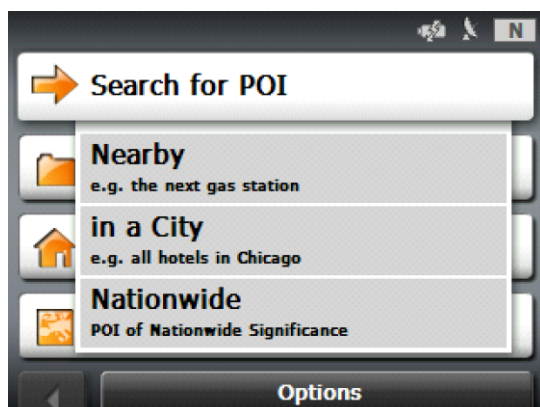 N
Search for POI
Nearby
e.g. the next gas station
in a City
e.g. all hotels in Chicago
Nationwide
POI of Nationwide Significance
Options